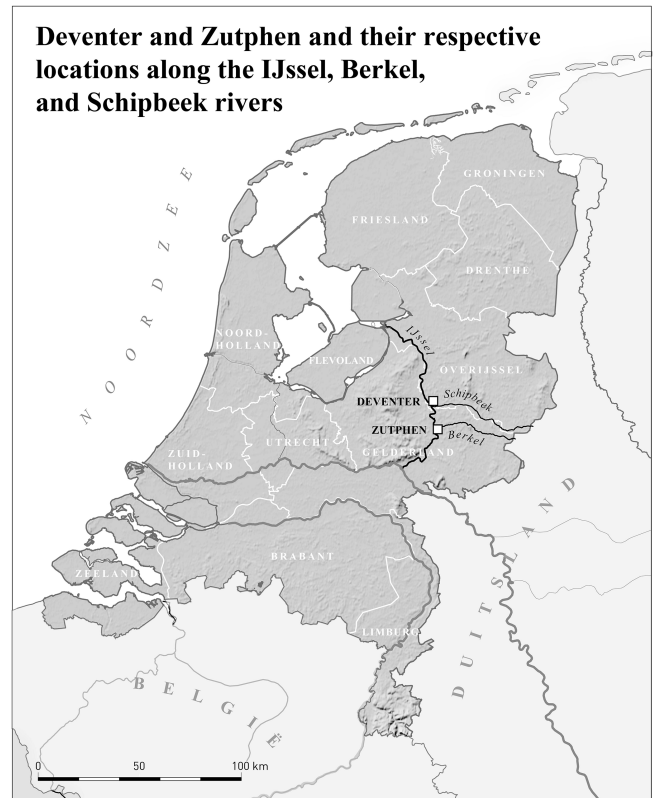 Deventer and Zutphen and their respective
locations along the IJssel, Berkel,
and Schipbeek rivers
NOORDZEE
GRONINGEN
FRIESLAND
DRENTHE
NOORD-
HOLLAND
IJssel
FLEVOLAND
OVERIJSSEL
DEVENTER
Schipbeek
ZUTPHEN
Berkel
UTRECHT
GELDERLAND
ZUID-
HOLLAND
DUITSLAND
BRABANT
ZEELAND
LIMBURG
BELGIË
0 50 100 km